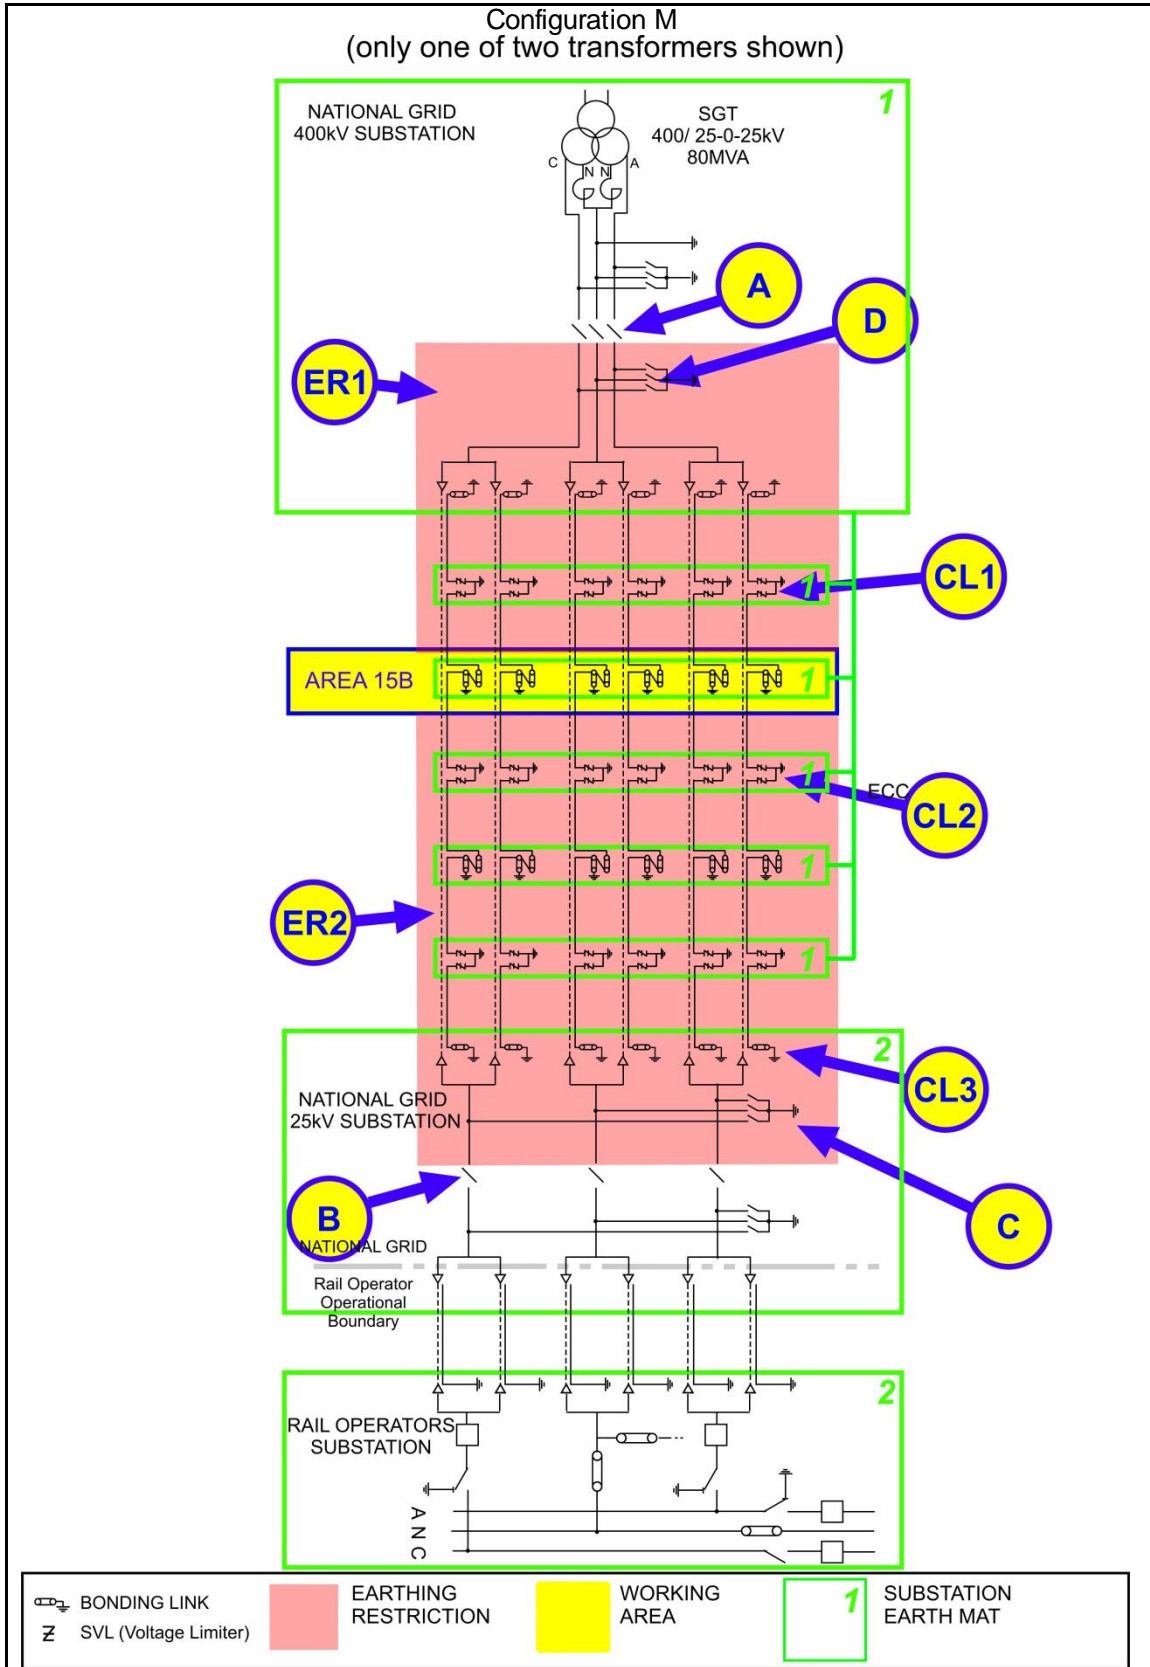 Configuration M
(only one of two transformers shown)
NATIONAL GRID
400kV SUBSTATION
SGT
400/ 25-0-25kV
80MVA
1
C
N
N
A
A
D
ER1
CL1
1
AREA 15B
1
1
ECC
CL2
1
ER2
1
2
CL3
NATIONAL GRID
25kV SUBSTATION
B
C
NATIONAL GRID
Rail Operator
Operational
Boundary
2
RAIL OPERATORS
SUBSTATION
A
N
C
BONDING LINK
SVL (Voltage Limiter)
EARTHING
RESTRICTION
WORKING
AREA
1
SUBSTATION
EARTH MAT